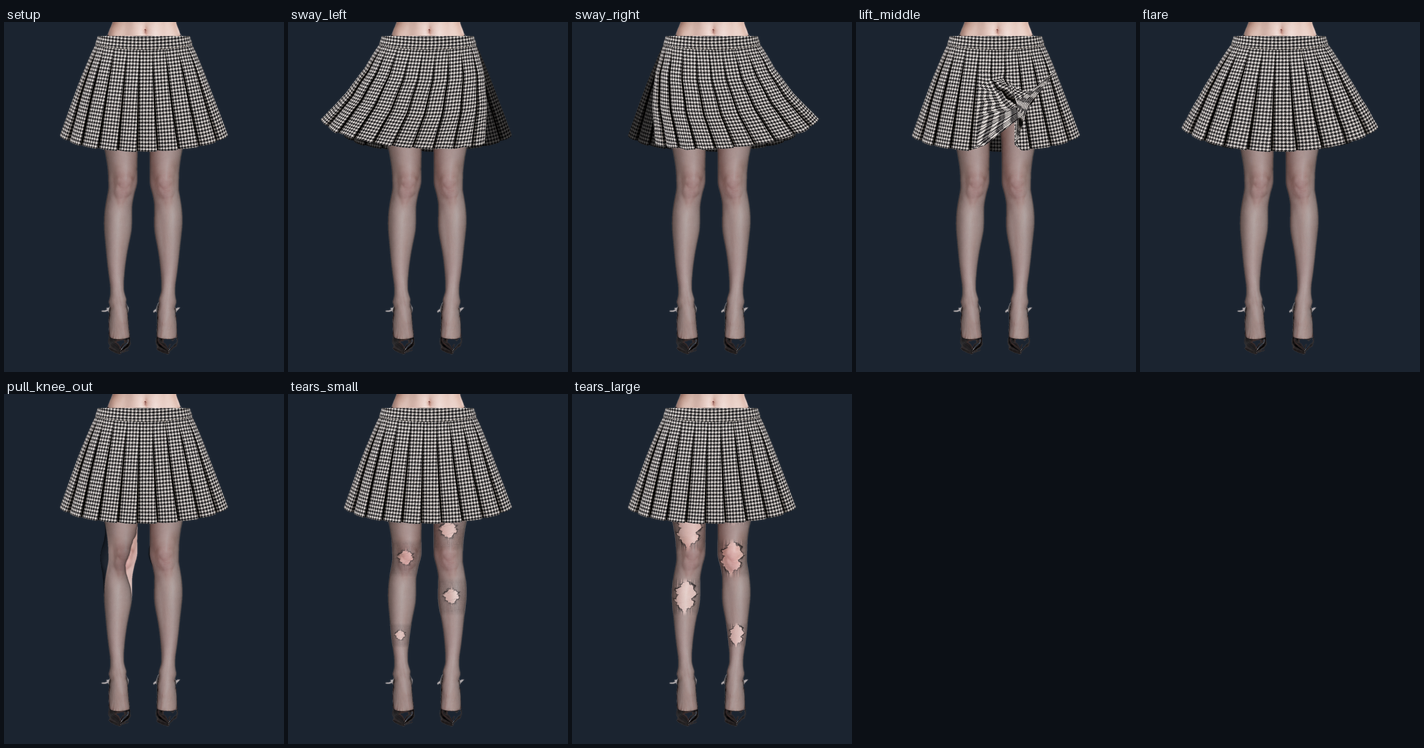 setup
sway_left
sway_right
lift_middle
flare
pull_knee_out
tears_small
tears_large